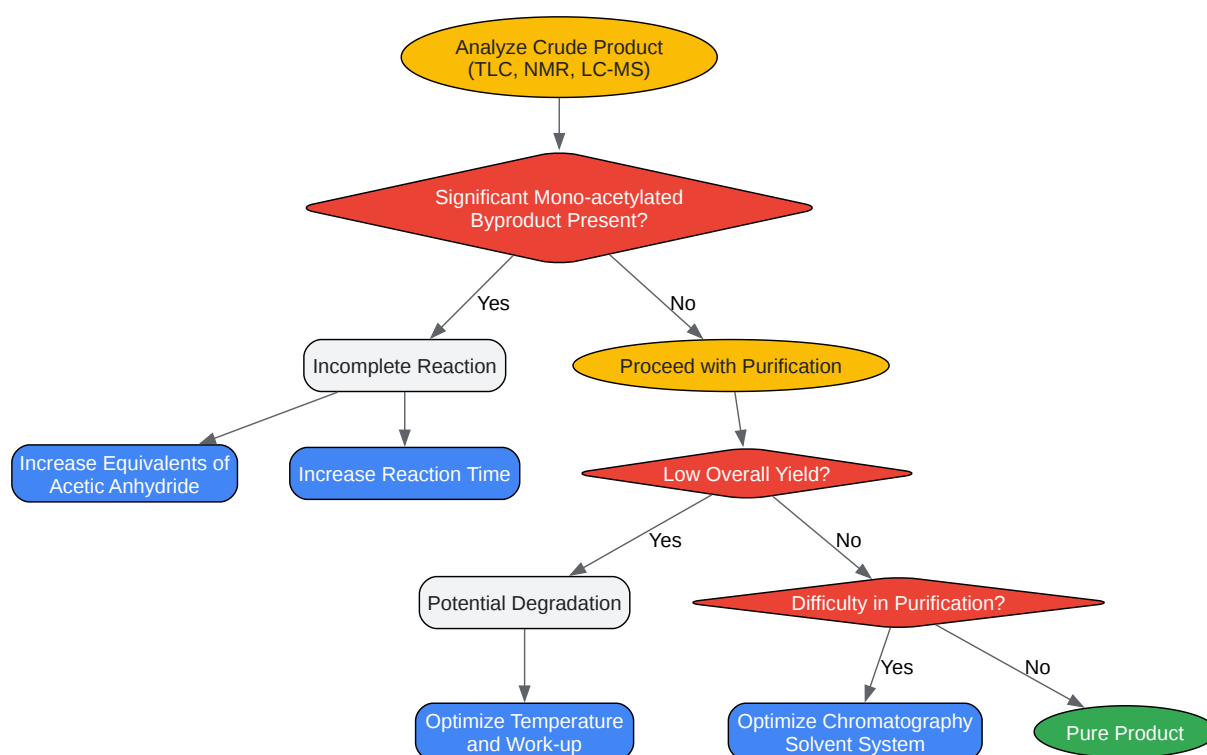 Analyze Crude Product
(TLC, NMR, LC-MS)
Significant Mono-acetylated
Byproduct Present?
Yes
No
Incomplete Reaction
Proceed with Purification
Increase Equivalents of
Acetic Anhydride
Increase Reaction Time
Low Overall Yield?
Yes
No
Potential Degradation
Difficulty in Purification?
Yes
No
Optimize Temperature
and Work-up
Optimize Chromatography
Solvent System
Pure Product